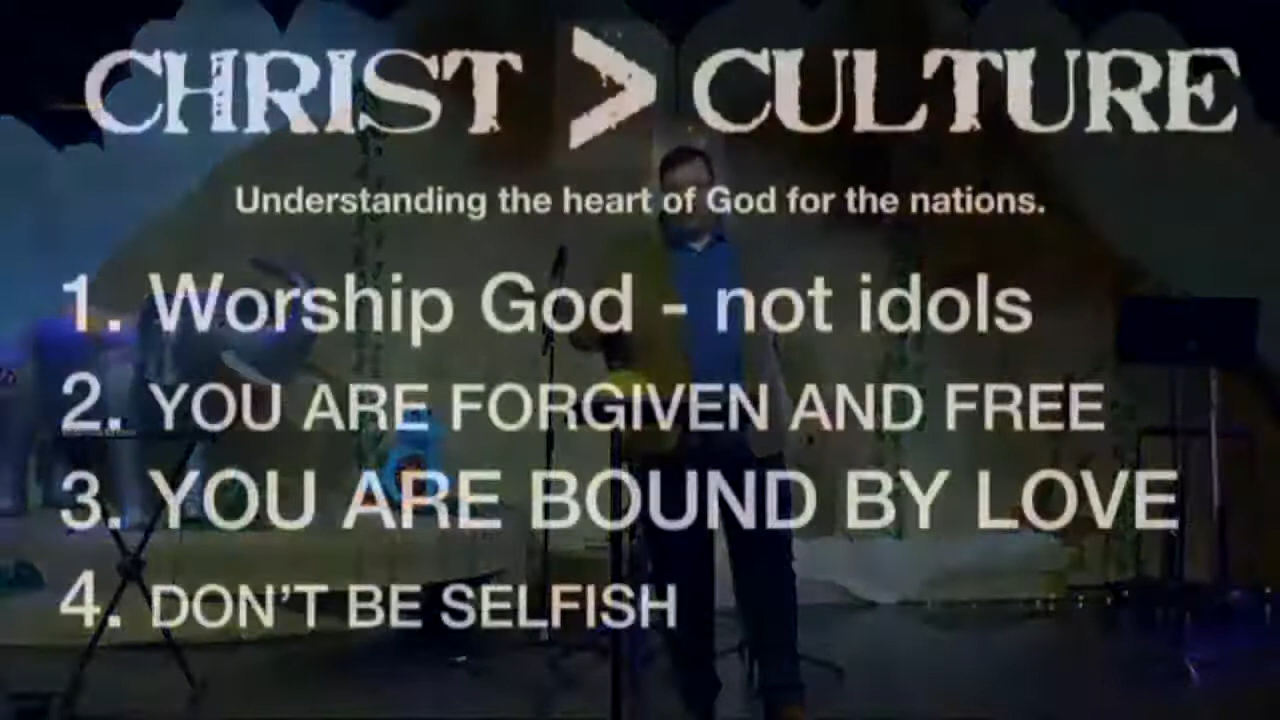 CHRIST > CULTURE
Understanding the heart of God for the nations.
1. Worship God - not idols
2. YOU ARE FORGIVEN AND FREE
3. YOU ARE BOUND BY LOVE
4. DON'T BE SELFISH